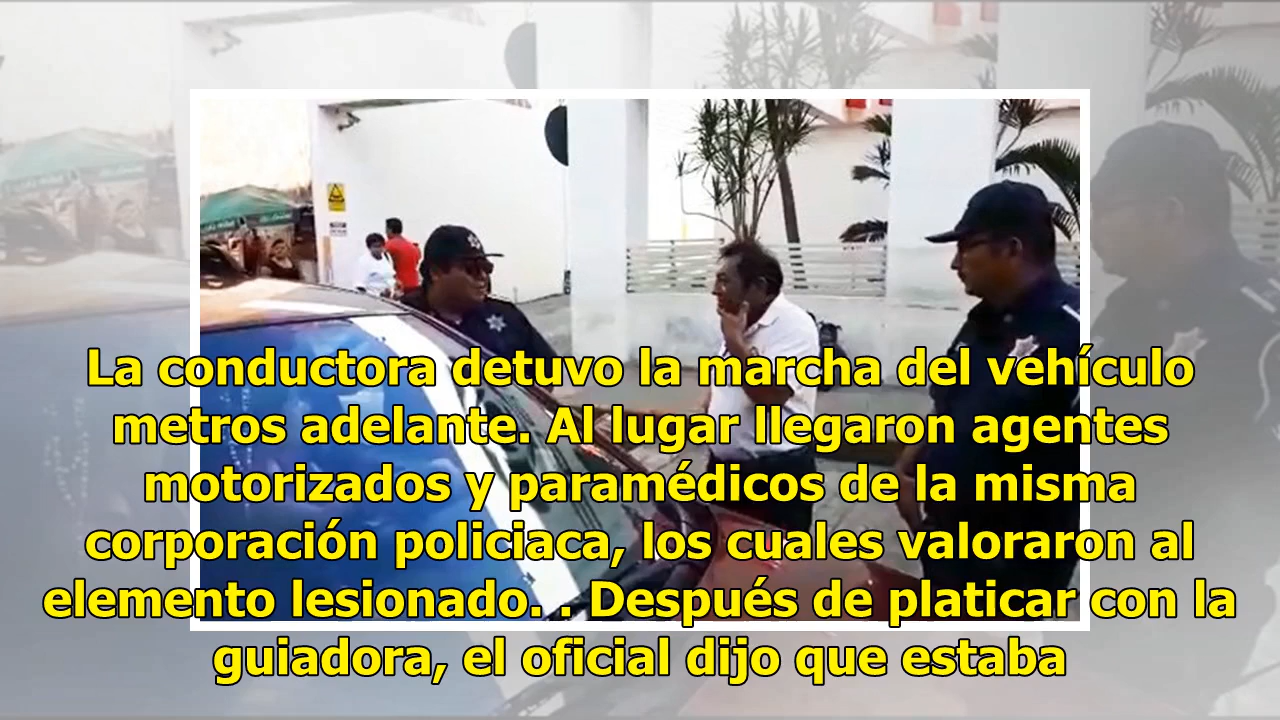 La conductora detuvo la marcha del vehículo
metros adelante. Al lugar llegaron agentes
motorizados y paramédicos de la misma
corporación policiaca, los cuales valoraron al
elemento lesionado. . Después de platicar con la
guiadora, el oficial dijo que estaba